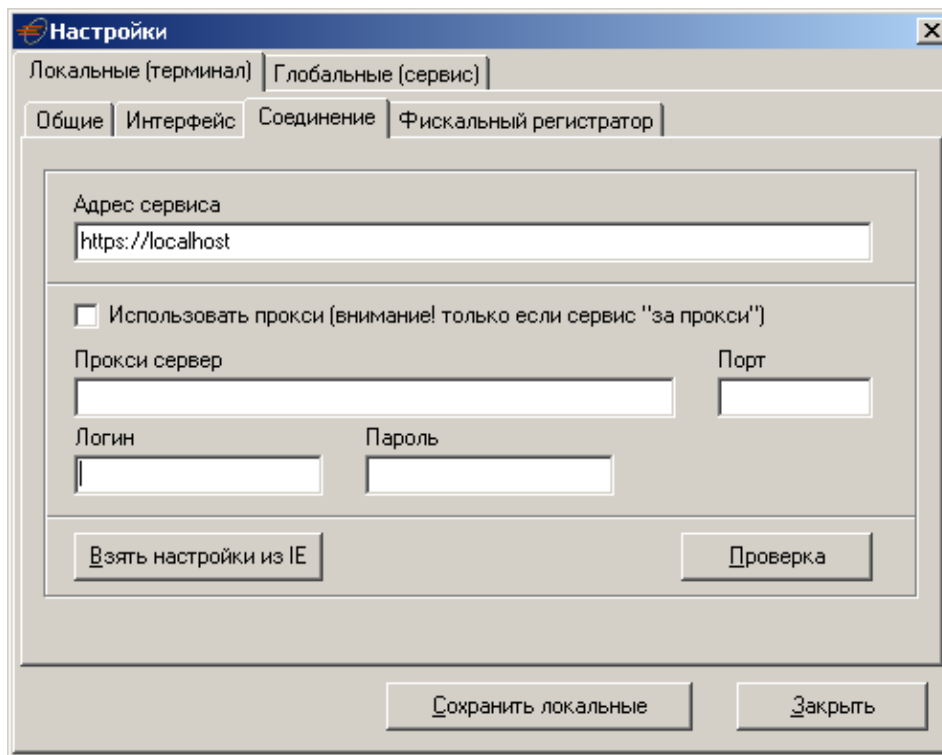 Настройки
Локальные (терминал) Глобальные (сервис)
Общие Интерфейс Соединение Фискальный регистратор
Адрес сервиса
https://localhost
Использовать прокси (внимание! только если сервис "за прокси")
Прокси сервер Порт
Логин Пароль
Взять настройки из IE Проверка
Сохранить локальные Закрыть